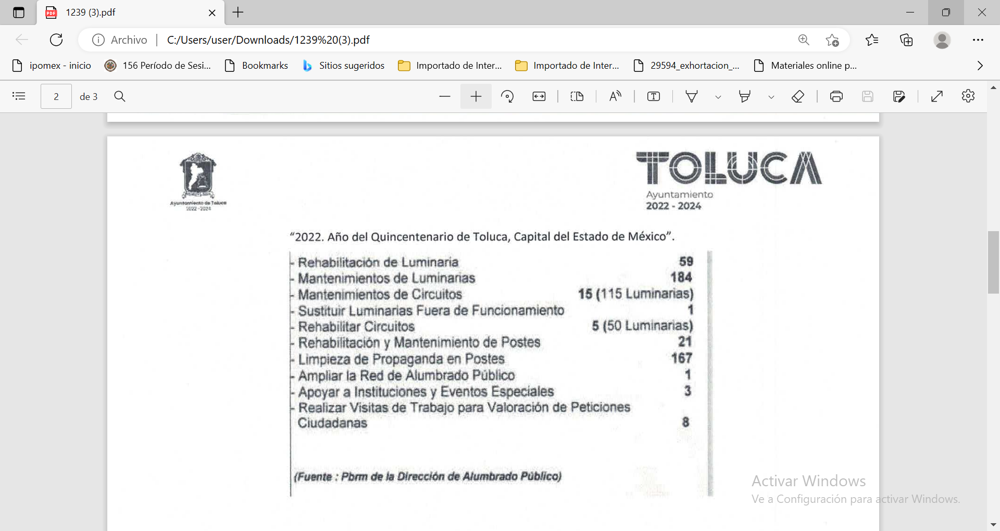 1239 (3).pdf
Archivo
C:/Users/user/Downloads/1239%20(3).pdf
ipomex - inicio
156 Período de Sesi...
Bookmarks
Sitios sugeridos
Importado de Inter...
Importado de Inter...
29594_exhortacion_...
Materiales online p...
2 de 3
Ayuntamiento de Toluca
2022 - 2024
TOLUCA
Ayuntamiento
2022 - 2024
“2022. Año del Quincentenario de Toluca, Capital del Estado de México”.
- Rehabilitación de Luminaria 59
- Mantenimientos de Luminarias 184
- Mantenimientos de Circuitos 15 (115 Luminarias)
- Sustituir Luminarias Fuera de Funcionamiento 1
- Rehabilitar Circuitos 5 (50 Luminarias)
- Rehabilitación y Mantenimiento de Postes 21
- Limpieza de Propaganda en Postes 167
- Ampliar la Red de Alumbrado Público 1
- Apoyar a Instituciones y Eventos Especiales 3
- Realizar Visitas de Trabajo para Valoración de Peticiones
Ciudadanas 8
(Fuente : Pbrm de la Dirección de Alumbrado Público)
Activar Windows
Ve a Configuración para activar Windows.